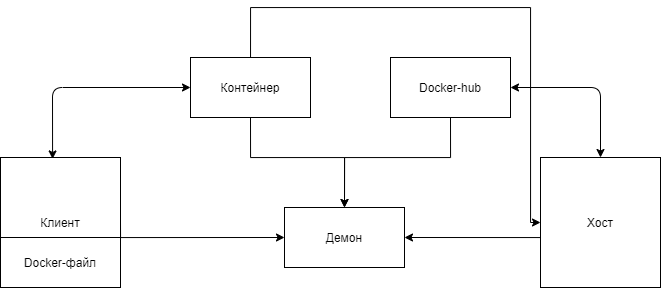 Контейнер
Docker-hub
Клиент
Хост
Демон
Docker-файл